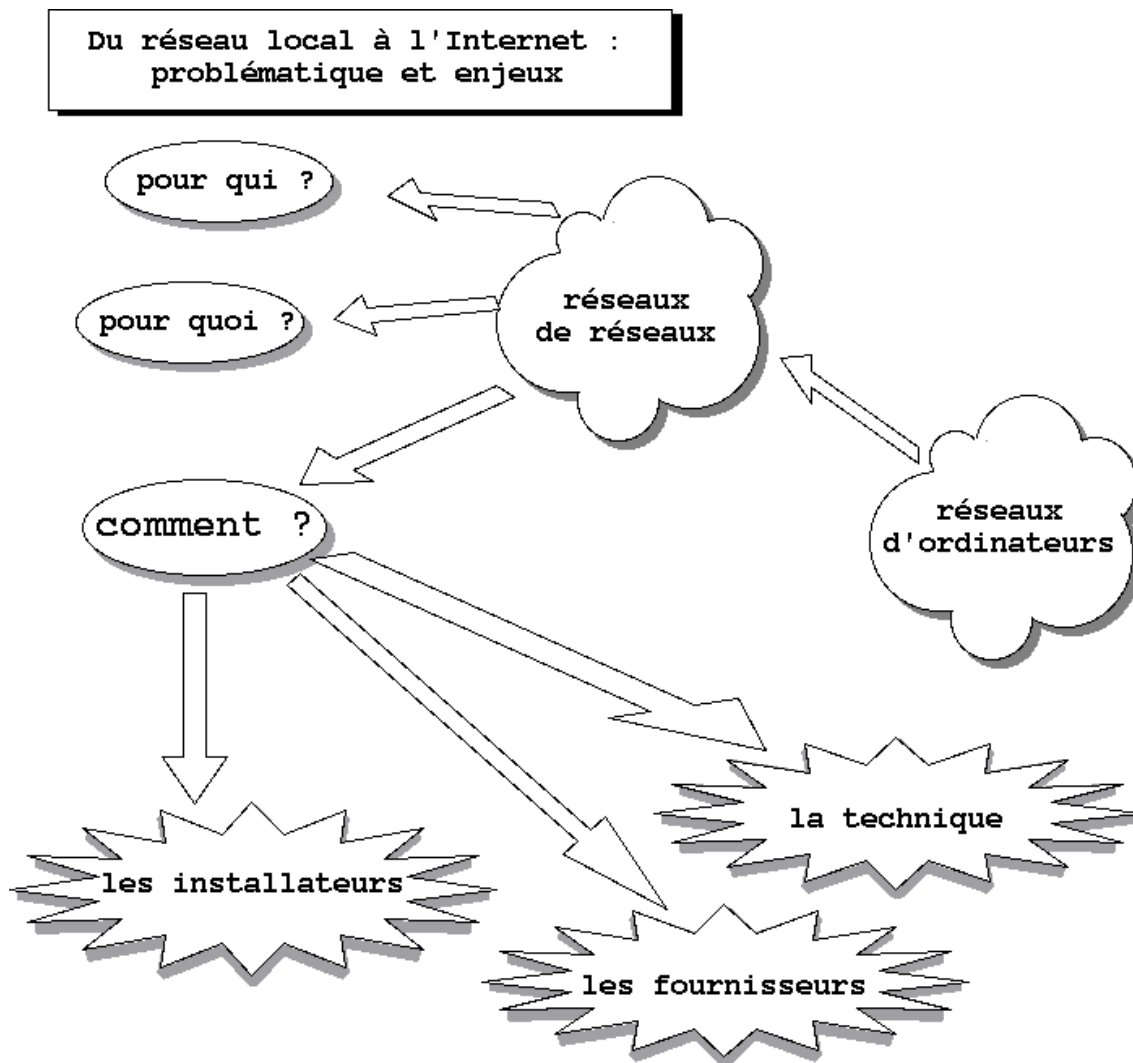 Du réseau local à l'Internet :
problématique et enjeux
pour qui ?
pour quoi ?
réseaux
de réseaux
comment ?
réseaux
d'ordinateurs
la technique
les installateurs
les fournisseurs